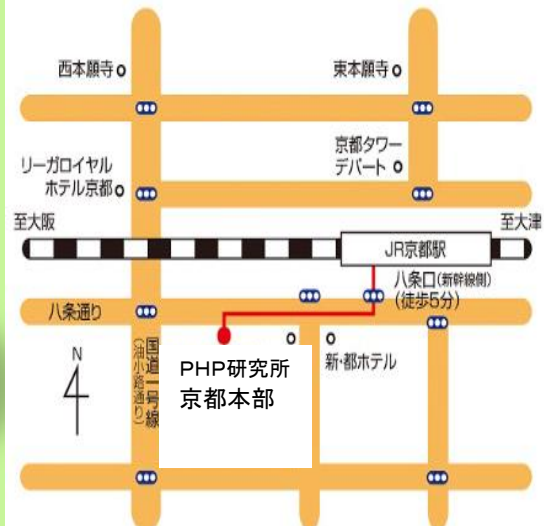 西本願寺
東本願寺
京都タワー
デパート
リーガロイヤル
ホテル京都
至大阪
至大津
JR京都駅
八条口(新幹線側)
(徒歩5分)
八条通り
新・都ホテル
N
国道一号線
(油小路通り)
PHP研究所
京都本部